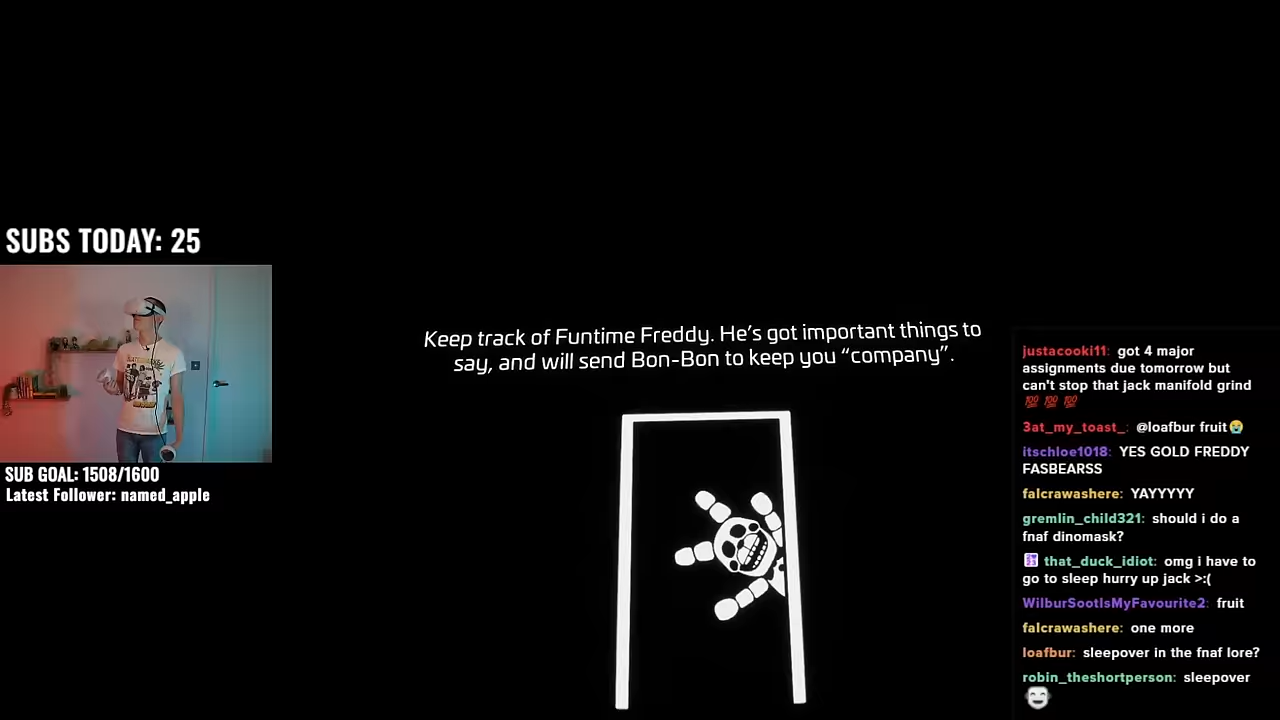 SUBS TODAY: 25
SUB GOAL: 1508/1600
Latest Follower: named_apple
Keep track of Funtime Freddy. He's got important things to
say, and will send Bon-Bon to keep you “company”.
justacooki11: got 4 major
assignments due tomorrow but
can't stop that jack manifold grind
💯 💯 💯
3at_my_toast_: @loafbur fruit😭
itschloe1018: YES GOLD FREDDY
FASBEARSS
falcrawashere: YAYYYYY
gremlin_child321: should i do a
fnaf dinomask?
that_duck_idiot: omg i have to
go to sleep hurry up jack >:(
WilburSootIsMyFavourite2: fruit
falcrawashere: one more
loafbur: sleepover in the fnaf lore?
robin_theshortperson: sleepover